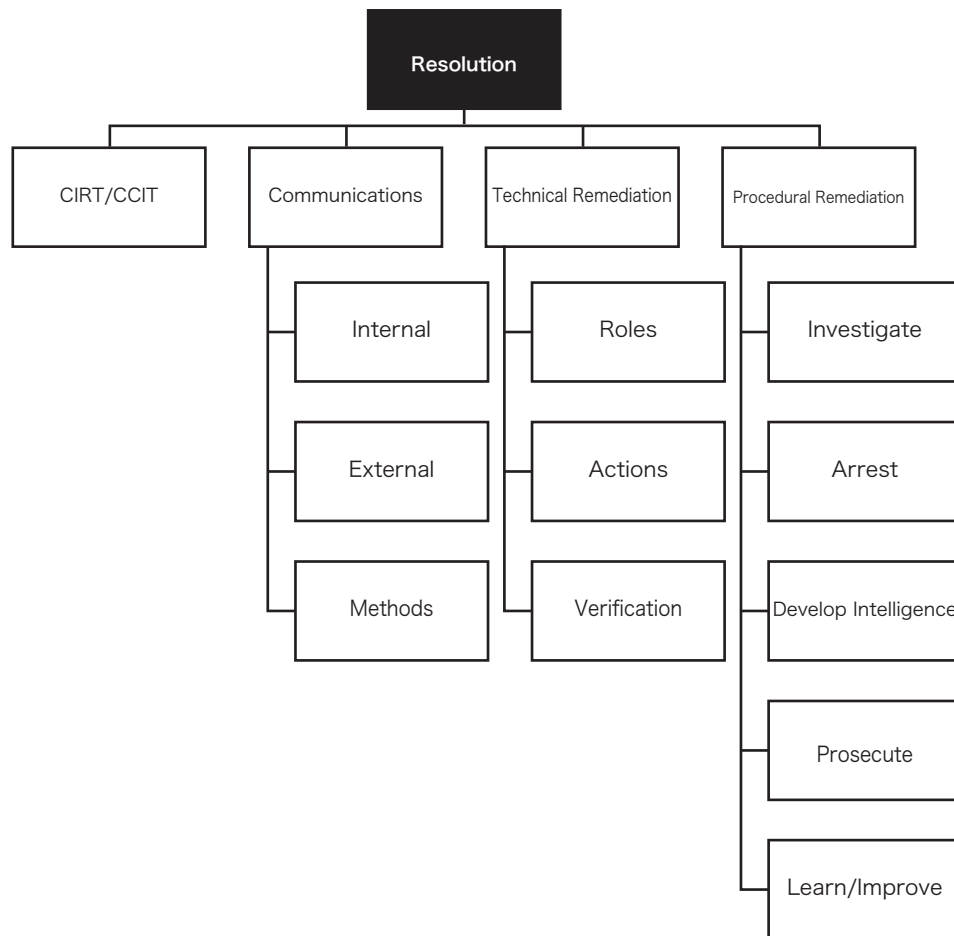 Resolution
CIRT/CCIT
Communications
Technical Remediation
Procedural Remediation
Internal
Roles
Investigate
External
Actions
Arrest
Methods
Verification
Develop Intelligence
Prosecute
Learn/Improve